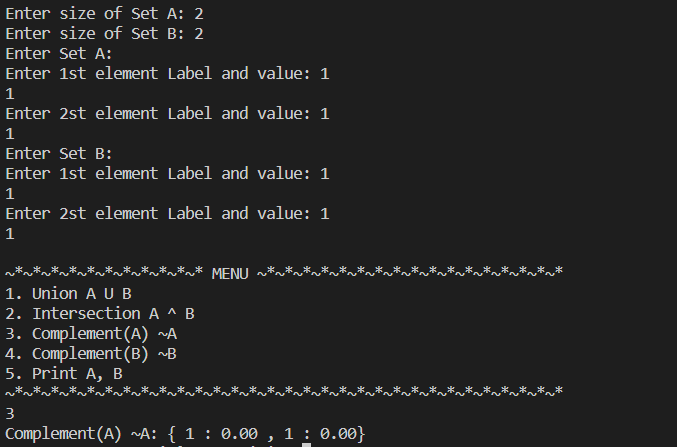 Enter size of Set A: 2
Enter size of Set B: 2
Enter Set A:
Enter 1st element Label and value: 1
1
Enter 2st element Label and value: 1
1
Enter Set B:
Enter 1st element Label and value: 1
1
Enter 2st element Label and value: 1
1
~*~*~*~*~*~*~*~*~*~*~* MENU ~*~*~*~*~*~*~*~*~*~*~*~*~*~*~*~*~*
1. Union A U B
2. Intersection A ^ B
3. Complement(A) ~A
4. Complement(B) ~B
5. Print A, B
~*~*~*~*~*~*~*~*~*~*~*~*~*~*~*~*~*~*~*~*~*~*~*~*~*~*~*~*~*~*~*
3
Complement(A) ~A: { 1 : 0.00 , 1 : 0.00}